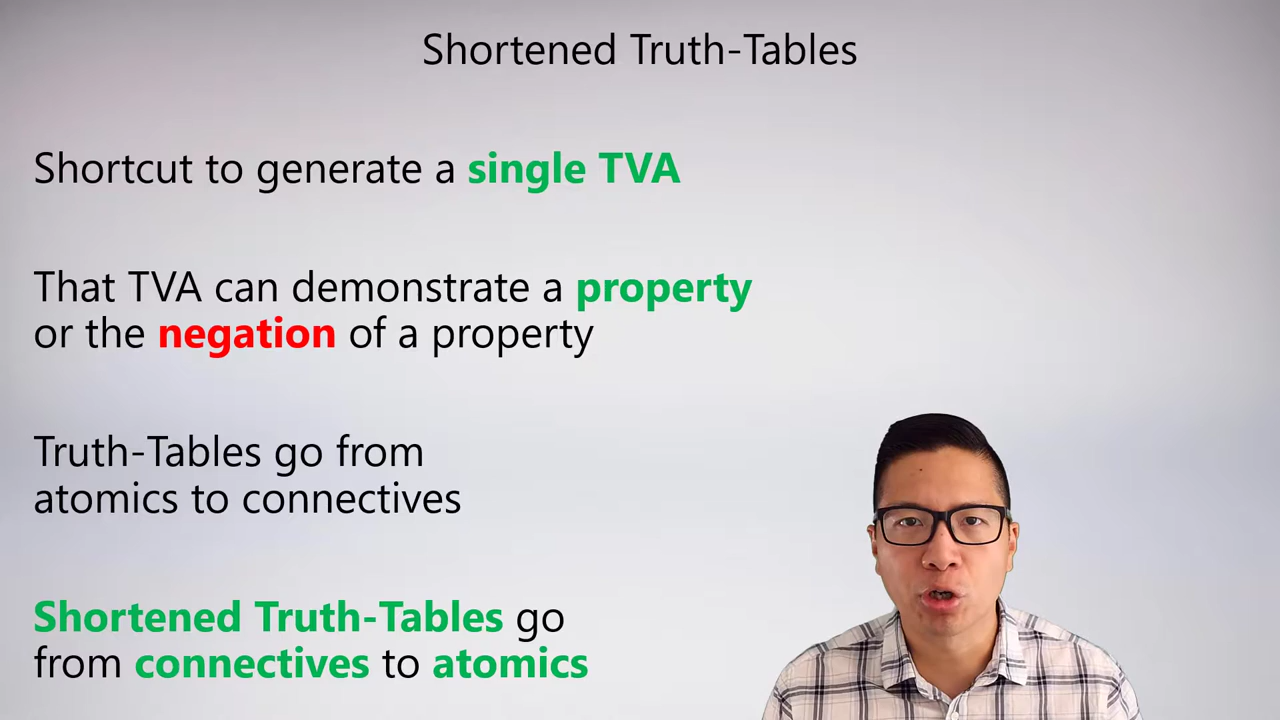 Shortened Truth-Tables
Shortcut to generate a single TVA
That TVA can demonstrate a property
or the negation of a property
Truth-Tables go from
atomics to connectives
Shortened Truth-Tables go
from connectives to atomics